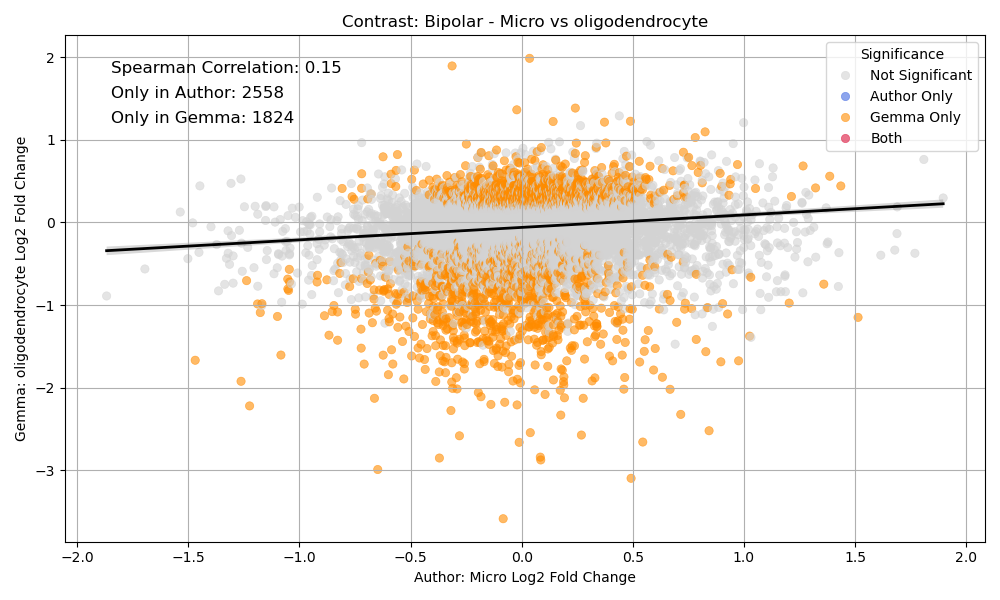 Contrast: Bipolar - Micro vs oligodendrocyte
Spearman Correlation: 0.15
Only in Author: 2558
Only in Gemma: 1824
Significance
Not Significant
Author Only
Gemma Only
Both
Gemma: oligodendrocyte Log2 Fold Change
2
1
0
−1
−2
−3
−2.0
−1.5
−1.0
−0.5
0.0
0.5
1.0
1.5
2.0
Author: Micro Log2 Fold Change